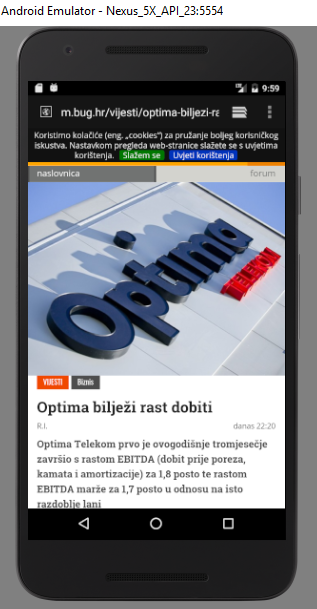 Android Emulator - Nexus_5X_API_23:5554
9:59
m.bug.hr/vijesti/optima-biljezi-ra
Koristimo kolačiće (eng. „cookies") za pružanje boljeg korisničkog
iskustva. Nastavkom pregleda web-stranice slažete se s uvjetima
korištenja. Slažem se Uvjeti korištenja
naslovnica forum
Optima
TELEKOM
VIJESTI Biznis
Optima bilježi rast dobiti
R.I. danas 22:20
Optima Telekom prvo je ovogodišnje tromjesečje
završio s rastom EBITDA (dobit prije poreza,
kamata i amortizacije) za 1,8 posto te rastom
EBITDA marže za 1,7 posto u odnosu na isto
razdoblje lani